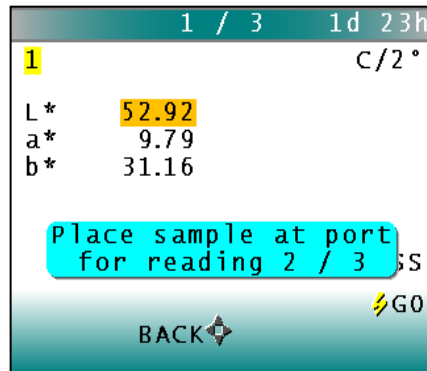 1 / 3 1d 23h
1 C/2°
L* 52.92
a* 9.79
b* 31.16
Place sample at port
for reading 2 / 3
GO
BACK